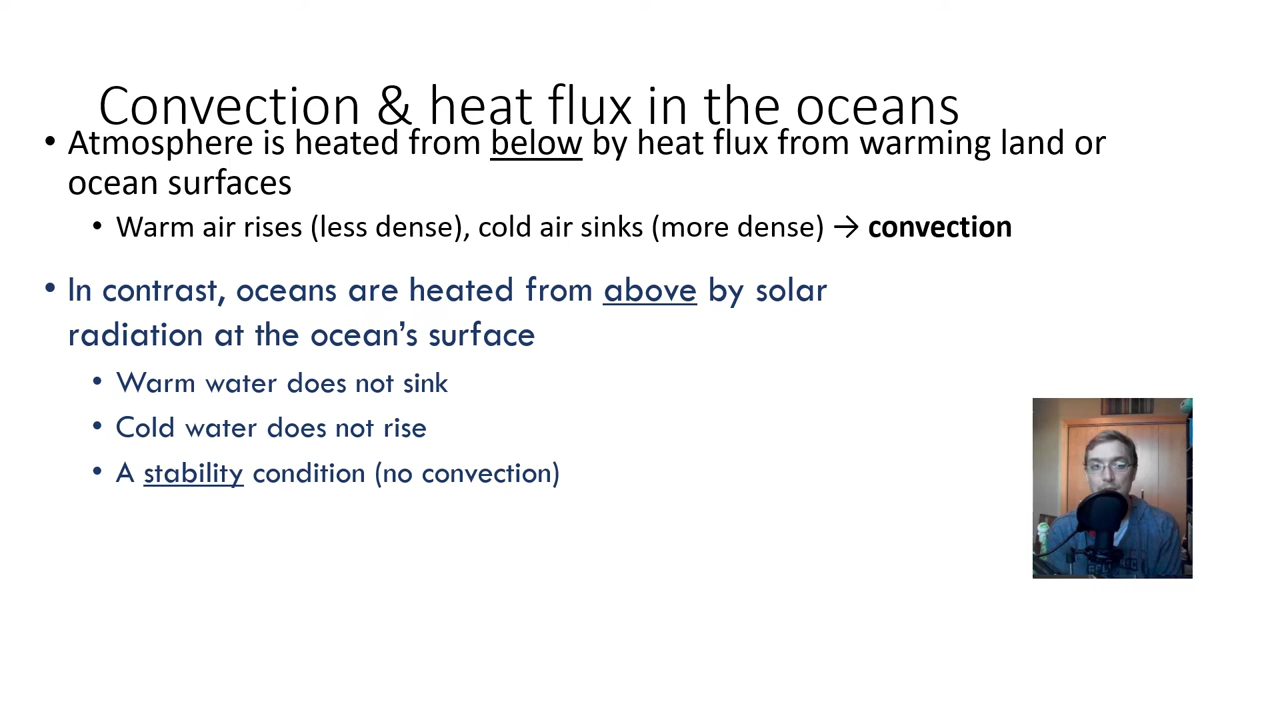 Convection & heat flux in the oceans
• Atmosphere is heated from below by heat flux from warming land or
ocean surfaces
• Warm air rises (less dense), cold air sinks (more dense) → convection
• In contrast, oceans are heated from above by solar
radiation at the ocean’s surface
• Warm water does not sink
• Cold water does not rise
• A stability condition (no convection)